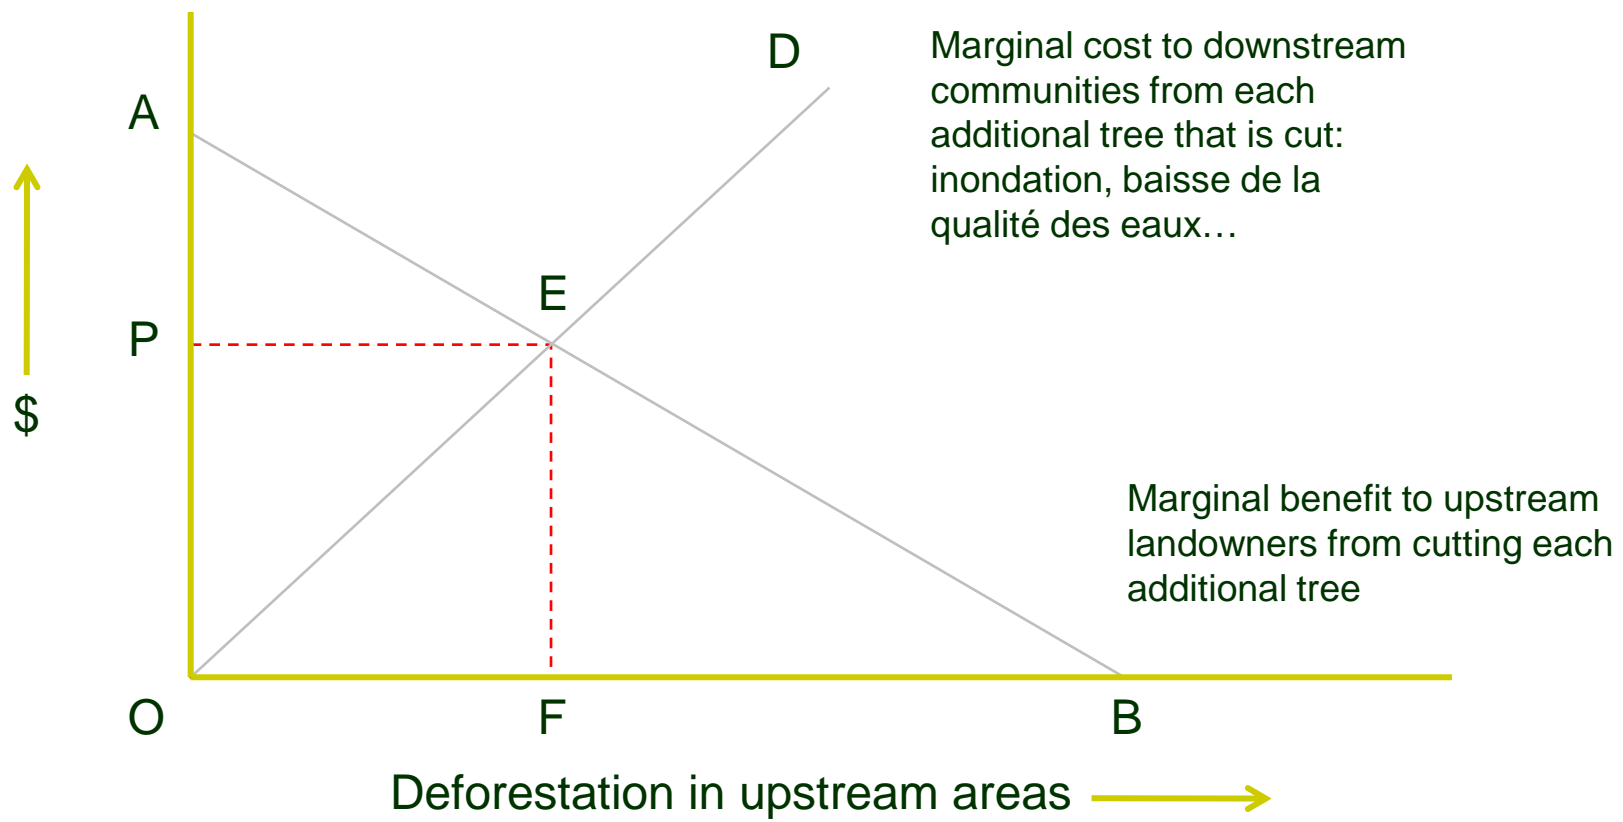 D
Marginal cost to downstream
communities from each
additional tree that is cut:
inondation, baisse de la
qualité des eaux…
A
E
P
$
Marginal benefit to upstream
landowners from cutting each
additional tree
O
F
B
Deforestation in upstream areas